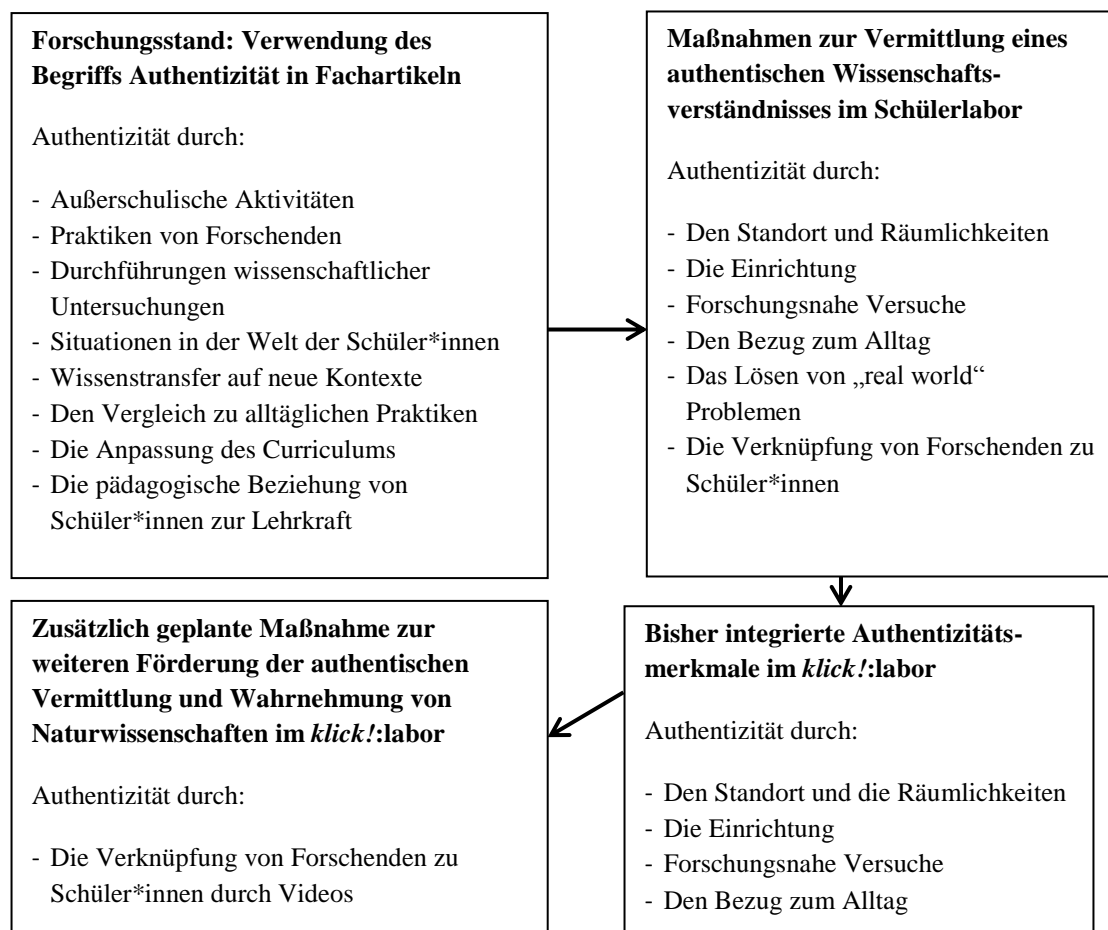 Forschungsstand: Verwendung des
Begriffs Authentizität in Fachartikeln
Authentizität durch:
- Außerschulische Aktivitäten
- Praktiken von Forschenden
- Durchführungen wissenschaftlicher
Untersuchungen
- Situationen in der Welt der Schüler*innen
- Wissenstransfer auf neue Kontexte
- Den Vergleich zu alltäglichen Praktiken
- Die Anpassung des Curriculums
- Die pädagogische Beziehung von
Schüler*innen zur Lehrkraft
Maßnahmen zur Vermittlung eines
authentischen Wissenschafts-
verständnisses im Schülerlabor
Authentizität durch:
- Den Standort und Räumlichkeiten
- Die Einrichtung
- Forschungsnahe Versuche
- Den Bezug zum Alltag
- Das Lösen von „real world“
Problemen
- Die Verknüpfung von Forschenden zu
Schüler*innen
Bisher integrierte Authentizitäts-
merkmale im klick!:labor
Authentizität durch:
- Den Standort und die Räumlichkeiten
- Die Einrichtung
- Forschungsnahe Versuche
- Den Bezug zum Alltag
Zusätzlich geplante Maßnahme zur
weiteren Förderung der authentischen
Vermittlung und Wahrnehmung von
Naturwissenschaften im klick!:labor
Authentizität durch:
- Die Verknüpfung von Forschenden zu
Schüler*innen durch Videos